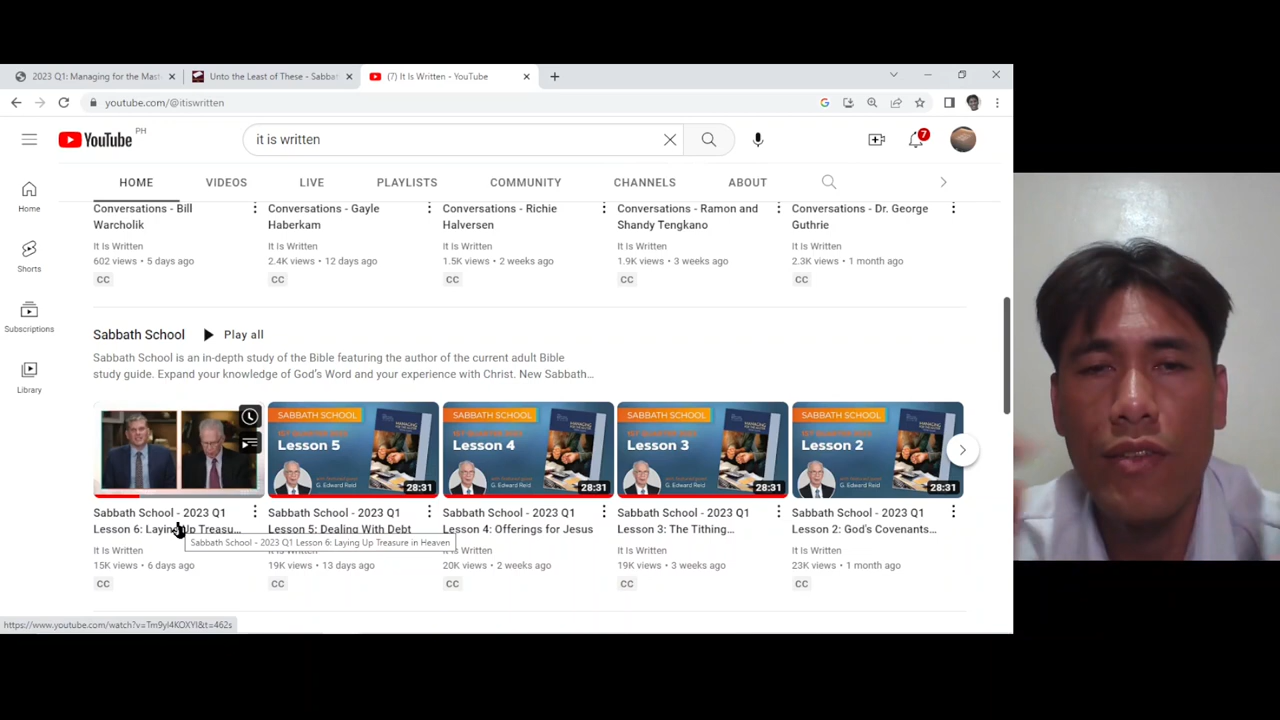 2023 Q1: Managing for the Mast
Unto the Least of These - Sabbat
(7) It Is Written - YouTube
youtube.com/@itiswritten
YouTube PH
it is written
7
HOME VIDEOS LIVE PLAYLISTS COMMUNITY CHANNELS ABOUT
Home
Shorts
Subscriptions
Library
Conversations - Bill
Warcholik
It Is Written
602 views • 5 days ago
CC
Conversations - Gayle
Haberkam
It Is Written
2.4K views • 12 days ago
CC
Conversations - Richie
Halversen
It Is Written
1.5K views • 2 weeks ago
CC
Conversations - Ramon and
Shandy Tengkano
It Is Written
1.9K views • 3 weeks ago
CC
Conversations - Dr. George
Guthrie
It Is Written
2.3K views • 1 month ago
CC
Sabbath School Play all
Sabbath School is an in-depth study of the Bible featuring the author of the current adult Bible
study guide. Expand your knowledge of God's Word and your experience with Christ. New Sabbath...
Sabbath School - 2023 Q1
Lesson 6: Laying Up Treasu...
It Is Written
15K views • 6 days ago
CC
SABBATH SCHOOL
Lesson 5
28:31
Sabbath School - 2023 Q1
Lesson 5: Dealing With Debt
It Is Written
19K views • 13 days ago
CC
SABBATH SCHOOL
Lesson 4
28:31
Sabbath School - 2023 Q1
Lesson 4: Offerings for Jesus
It Is Written
20K views • 2 weeks ago
CC
SABBATH SCHOOL
Lesson 3
28:31
Sabbath School - 2023 Q1
Lesson 3: The Tithing...
It Is Written
19K views • 3 weeks ago
CC
SABBATH SCHOOL
Lesson 2
28:31
Sabbath School - 2023 Q1
Lesson 2: God's Covenants...
It Is Written
23K views • 1 month ago
CC
Sabbath School - 2023 Q1 Lesson 6: Laying Up Treasure in Heaven
https://www.youtube.com/watch?v=Tm9yI4KOXYI&t=462s